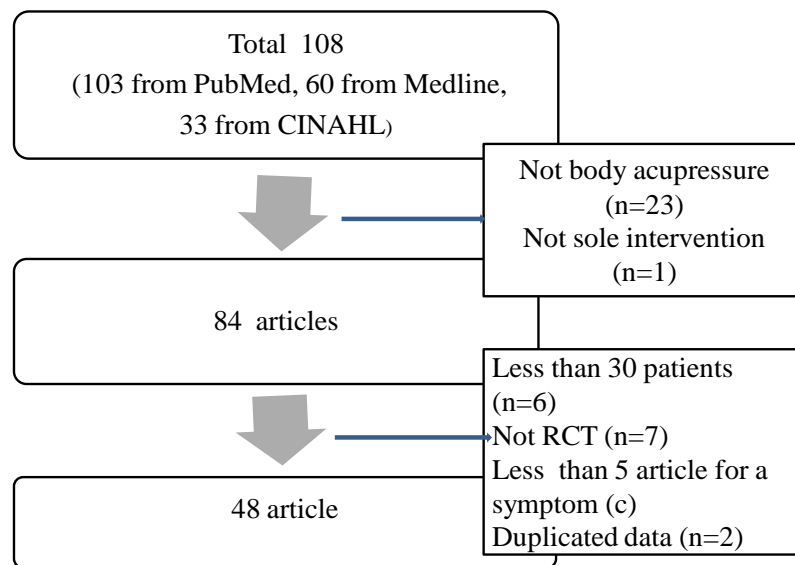 Total 108
(103 from PubMed, 60 from Medline,
33 from CINAHL)
Not body acupressure
(n=23)
Not sole intervention
(n=1)
84 articles
Less than 30 patients
(n=6)
Not RCT (n=7)
Less than 5 article for a
symptom (c)
Duplicated data (n=2)
48 article